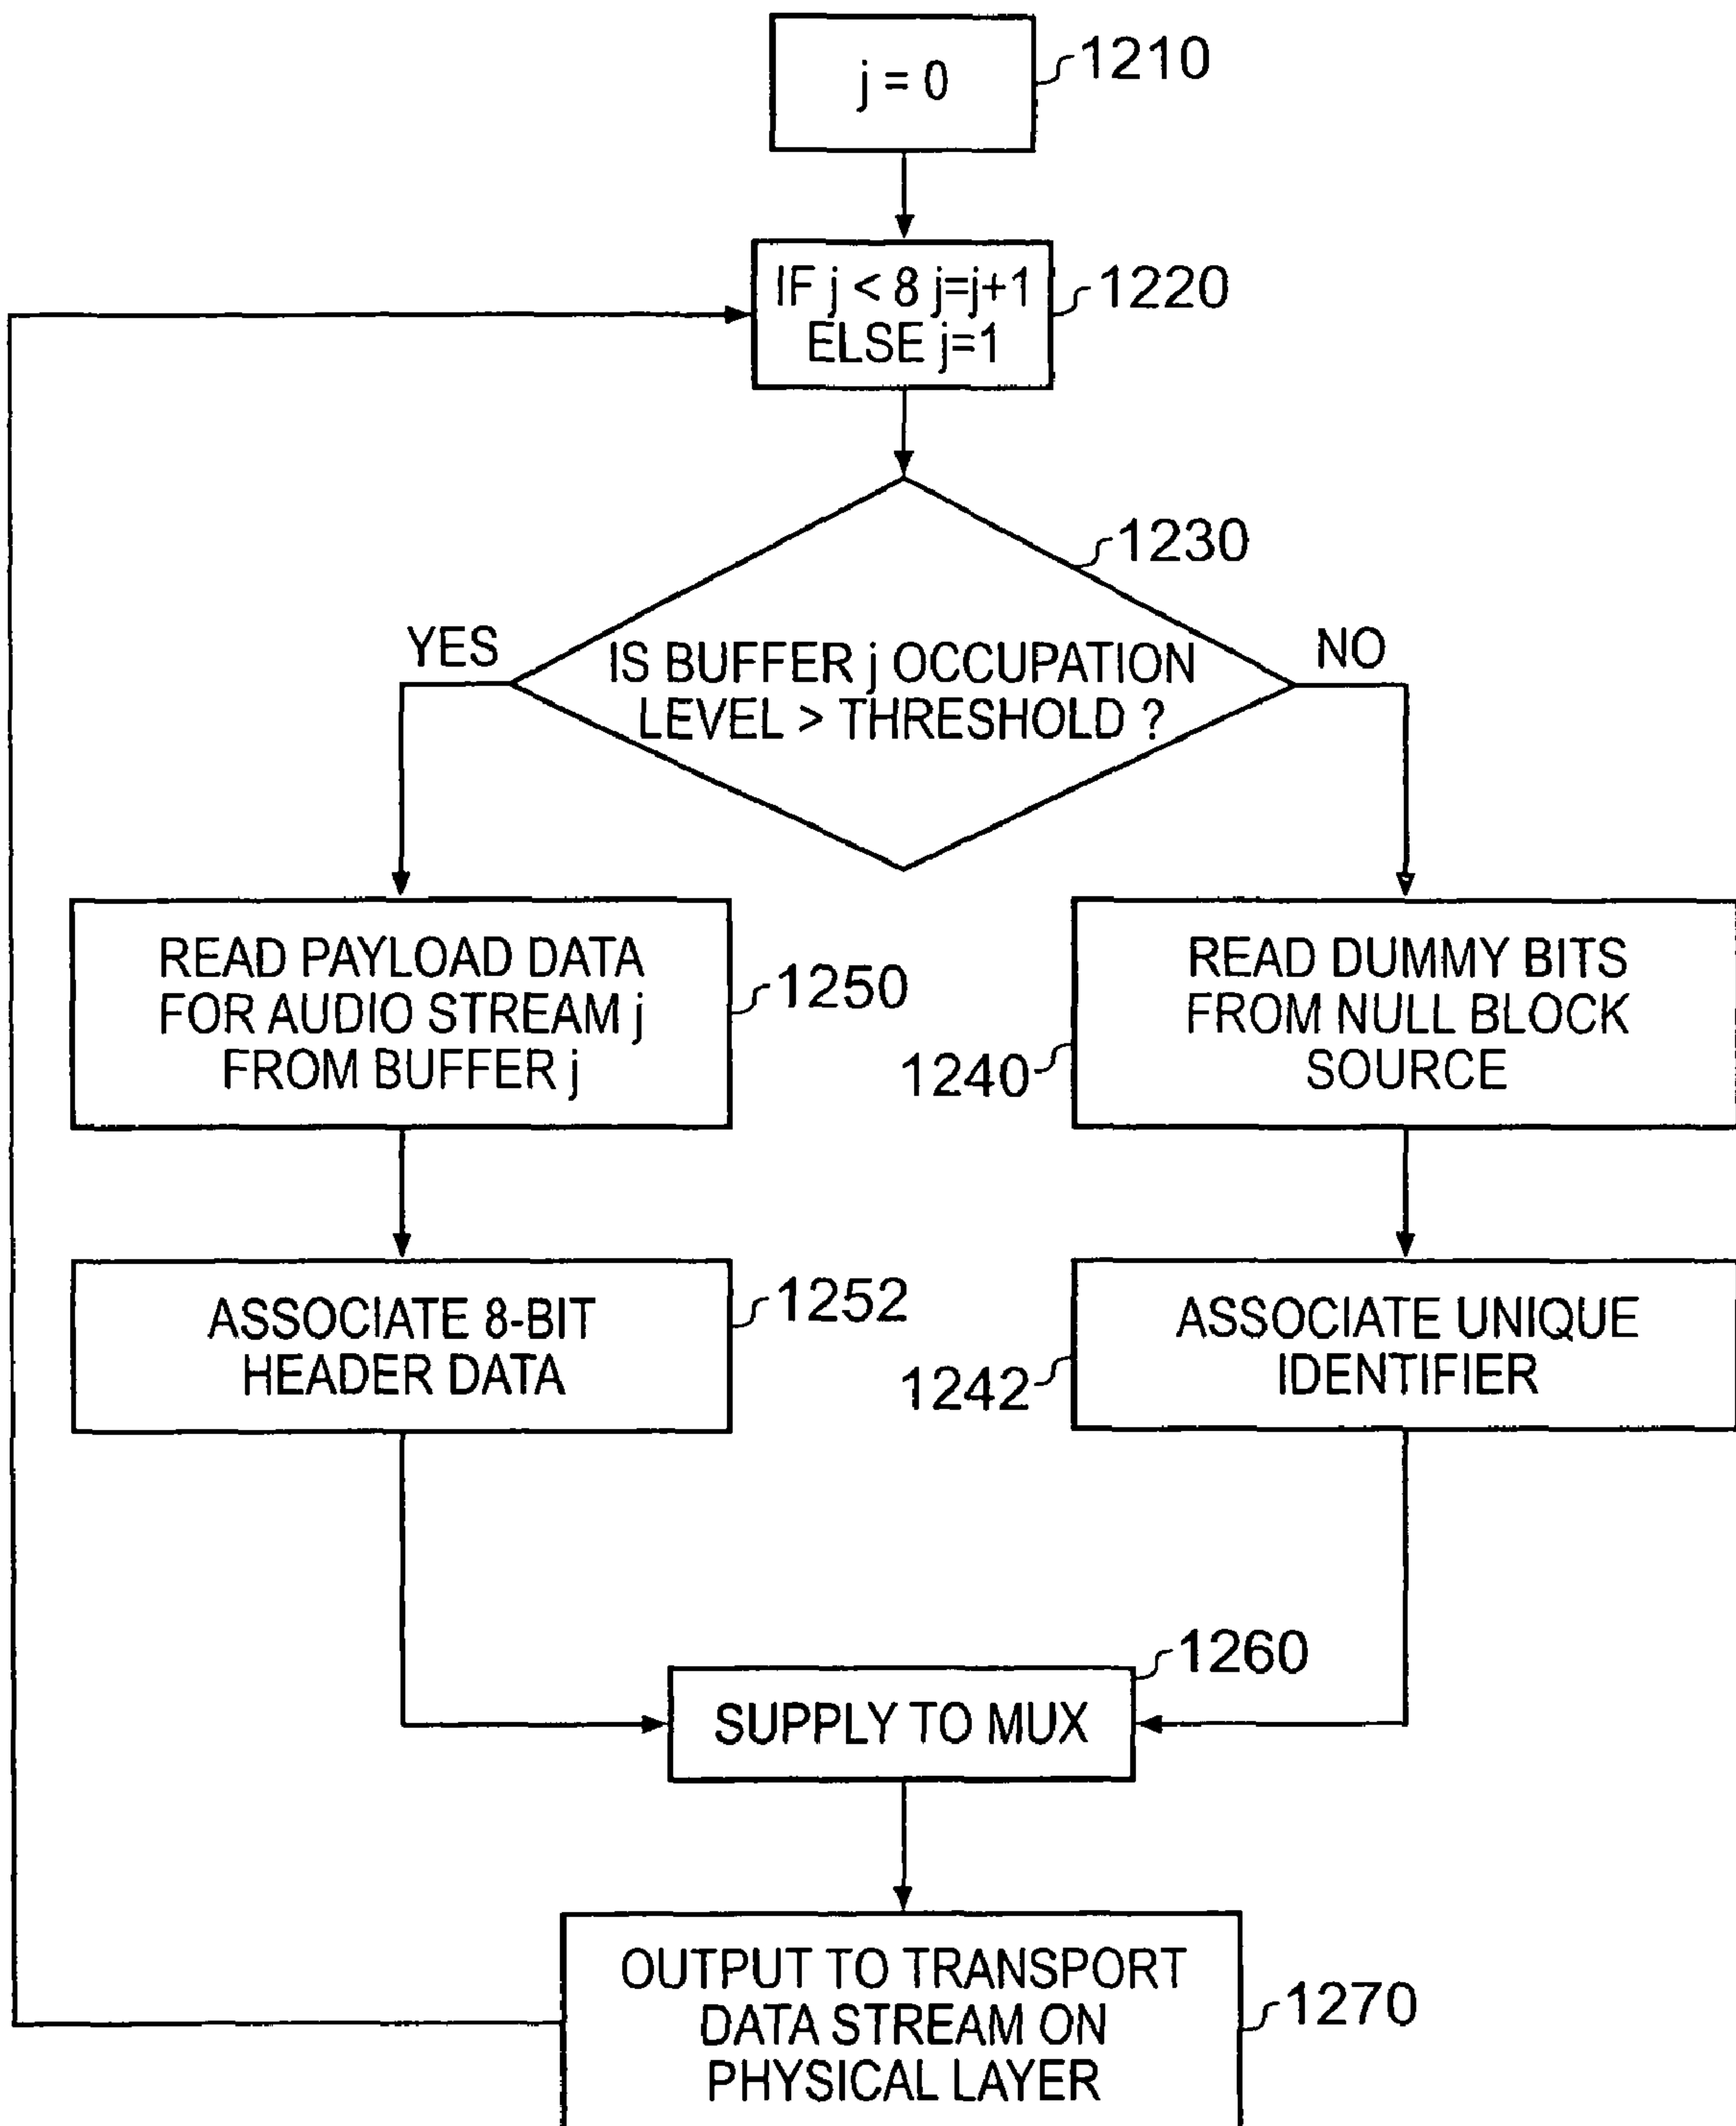 j = 0
1210
IF j < 8 j=j+1
ELSE j=1
1220
1230
YES
IS BUFFER j OCCUPATION
LEVEL > THRESHOLD ?
NO
READ PAYLOAD DATA
FOR AUDIO STREAM j
FROM BUFFER j
1250
READ DUMMY BITS
FROM NULL BLOCK
SOURCE
1240
ASSOCIATE 8-BIT
HEADER DATA
1252
ASSOCIATE UNIQUE
IDENTIFIER
1242
1260
SUPPLY TO MUX
OUTPUT TO TRANSPORT
DATA STREAM ON
PHYSICAL LAYER
1270